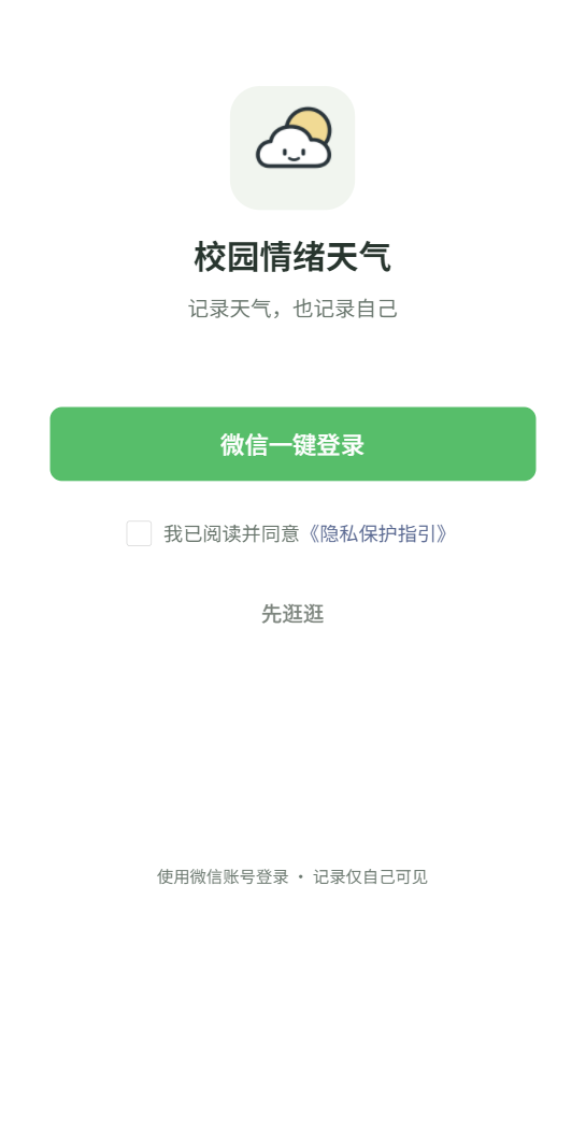 校园情绪天气
记录天气，也记录自己
微信一键登录
我已阅读并同意《隐私保护指引》
先逛逛
使用微信账号登录 · 记录仅自己可见